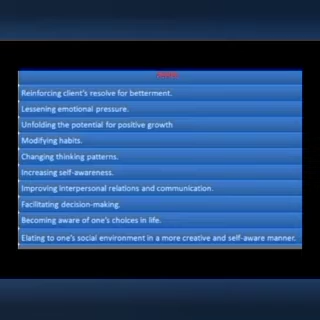 Reinforcing client's resolve for betterment.
Lessening emotional pressure.
Unfolding the potential for positive growth
Modifying habits.
Changing thinking patterns.
Increasing self-awareness.
Improving interpersonal relations and communication.
Facilitating decision-making.
Becoming aware of one's choices in life.
Elating to one's social environment in a more creative and self-aware manner.